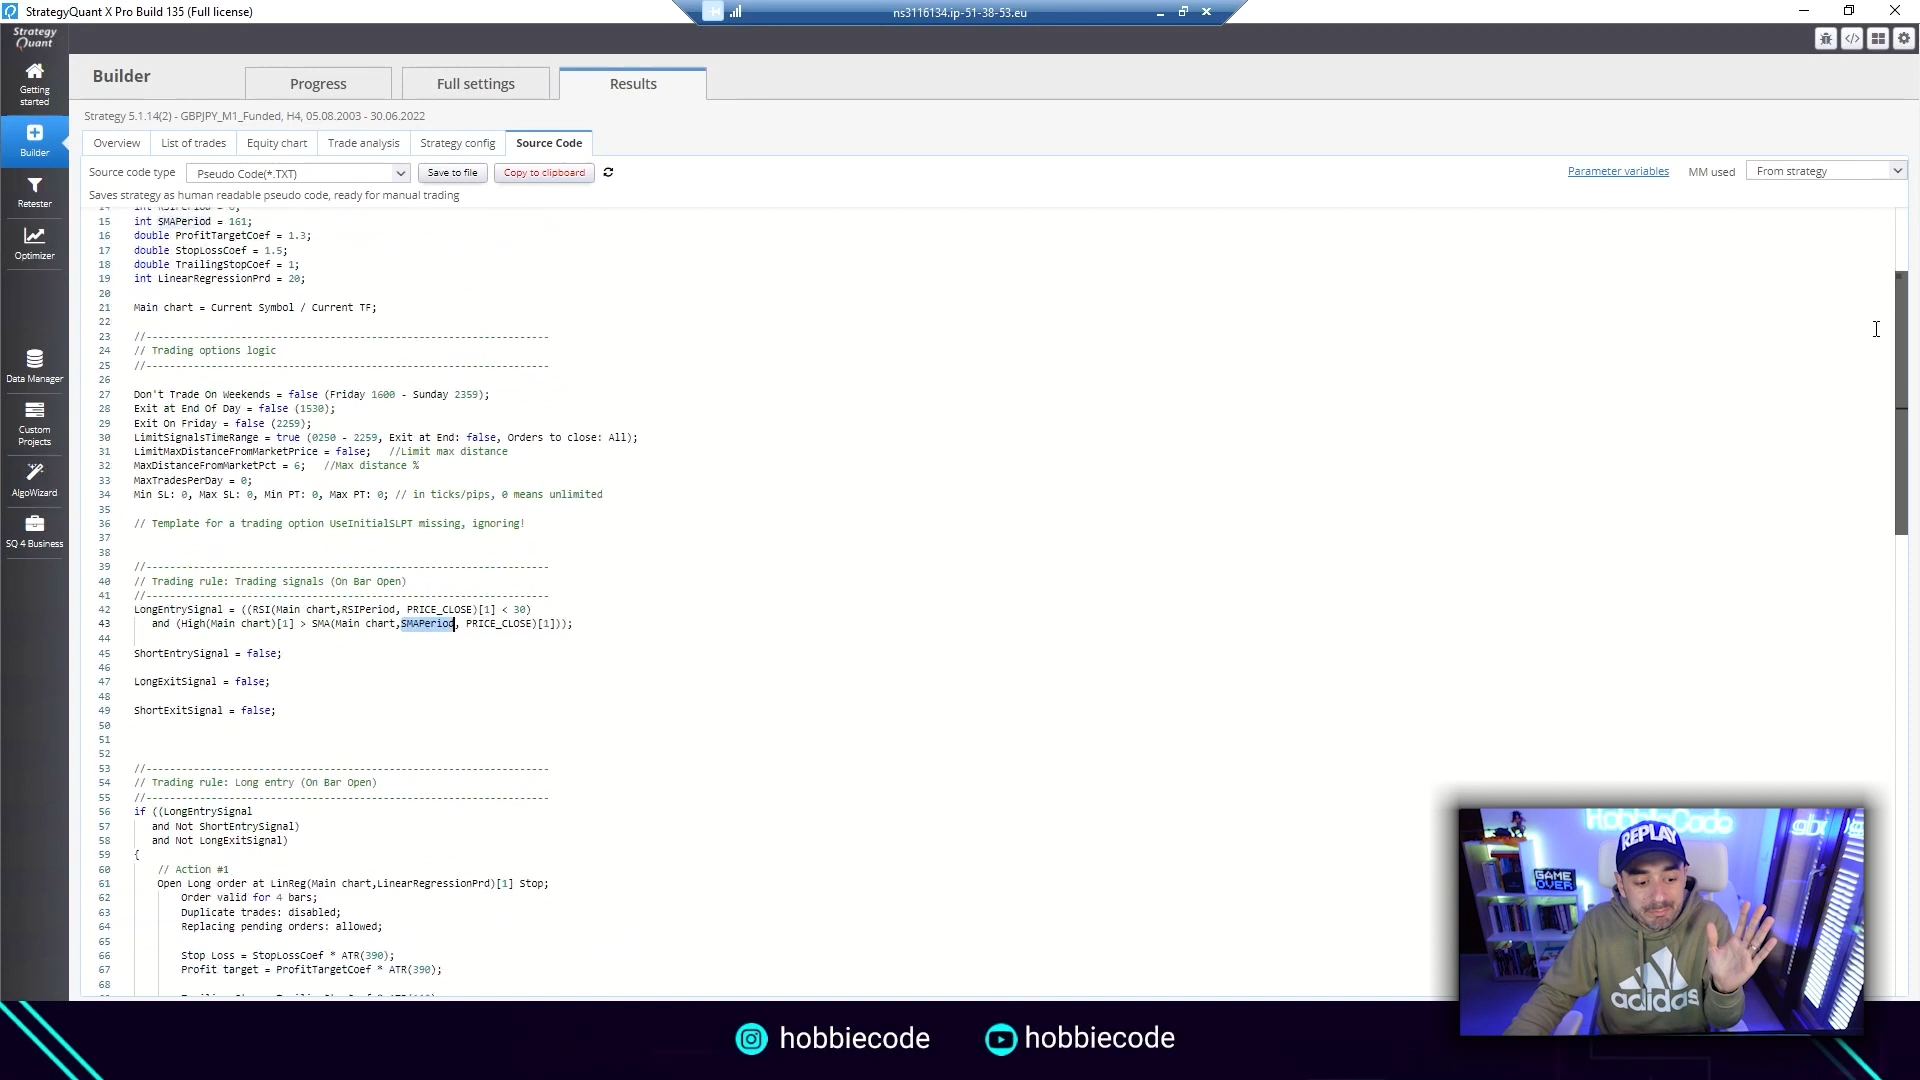 StrategyQuant X Pro Build 135 (Full license)
ns3116134.ip-51-38-53.eu
Strategy
Quant
Getting
started
Builder
Retester
Optimizer
Data Manager
Custom
Projects
AlgoWizard
SQ 4 Business
Builder
Progress
Full settings
Results
Strategy 5.1.14(2) - GBPJPY_M1_Funded, H4, 05.08.2003 - 30.06.2022
Overview
List of trades
Equity chart
Trade analysis
Strategy config
Source Code
Source code type
Pseudo Code(*.TXT)
Save to file
Copy to clipboard
Parameter variables
MM used
From strategy
Saves strategy as human readable pseudo code, ready for manual trading
15 int SMAPeriod = 161;
16 double ProfitTargetCoef = 1.3;
17 double StopLossCoef = 1.5;
18 double TrailingStopCoef = 1;
19 int LinearRegressionPrd = 20;
20
21 Main chart = Current Symbol / Current TF;
22
23 //--------------------------------------------------------------------
24 // Trading options logic
25 //--------------------------------------------------------------------
26
27 Don't Trade On Weekends = false (Friday 1600 - Sunday 2359);
28 Exit at End Of Day = false (1530);
29 Exit On Friday = false (2259);
30 LimitSignalsTimeRange = true (0250 - 2259, Exit at End: false, Orders to close: All);
31 LimitMaxDistanceFromMarketPrice = false;   //Limit max distance
32 MaxDistanceFromMarketPct = 6;   //Max distance %
33 MaxTradesPerDay = 0;
34 Min SL: 0, Max SL: 0, Min PT: 0, Max PT: 0; // in ticks/pips, 0 means unlimited
35
36 // Template for a trading option UseInitialSLPT missing, ignoring!
37
38
39 //--------------------------------------------------------------------
40 // Trading rule: Trading signals (On Bar Open)
41 //--------------------------------------------------------------------
42 LongEntrySignal = ((RSI(Main chart,RSIPeriod, PRICE_CLOSE)[1] < 30)
43 and (High(Main chart)[1] > SMA(Main chart,SMAPeriod, PRICE_CLOSE)[1]));
44
45 ShortEntrySignal = false;
46
47 LongExitSignal = false;
48
49 ShortExitSignal = false;
50
51
52
53 //--------------------------------------------------------------------
54 // Trading rule: Long entry (On Bar Open)
55 //--------------------------------------------------------------------
56 if ((LongEntrySignal
57 and Not ShortEntrySignal)
58 and Not LongExitSignal)
59 {
60 // Action #1
61 Open Long order at LinReg(Main chart,LinearRegressionPrd)[1] Stop;
62 Order valid for 4 bars;
63 Duplicate trades: disabled;
64 Replacing pending orders: allowed;
65
66 Stop Loss = StopLossCoef * ATR(390);
67 Profit target = ProfitTargetCoef * ATR(390);
68
HobbieCode
REPLAY
GAME
OVER
adidas
hobbiecode
hobbiecode